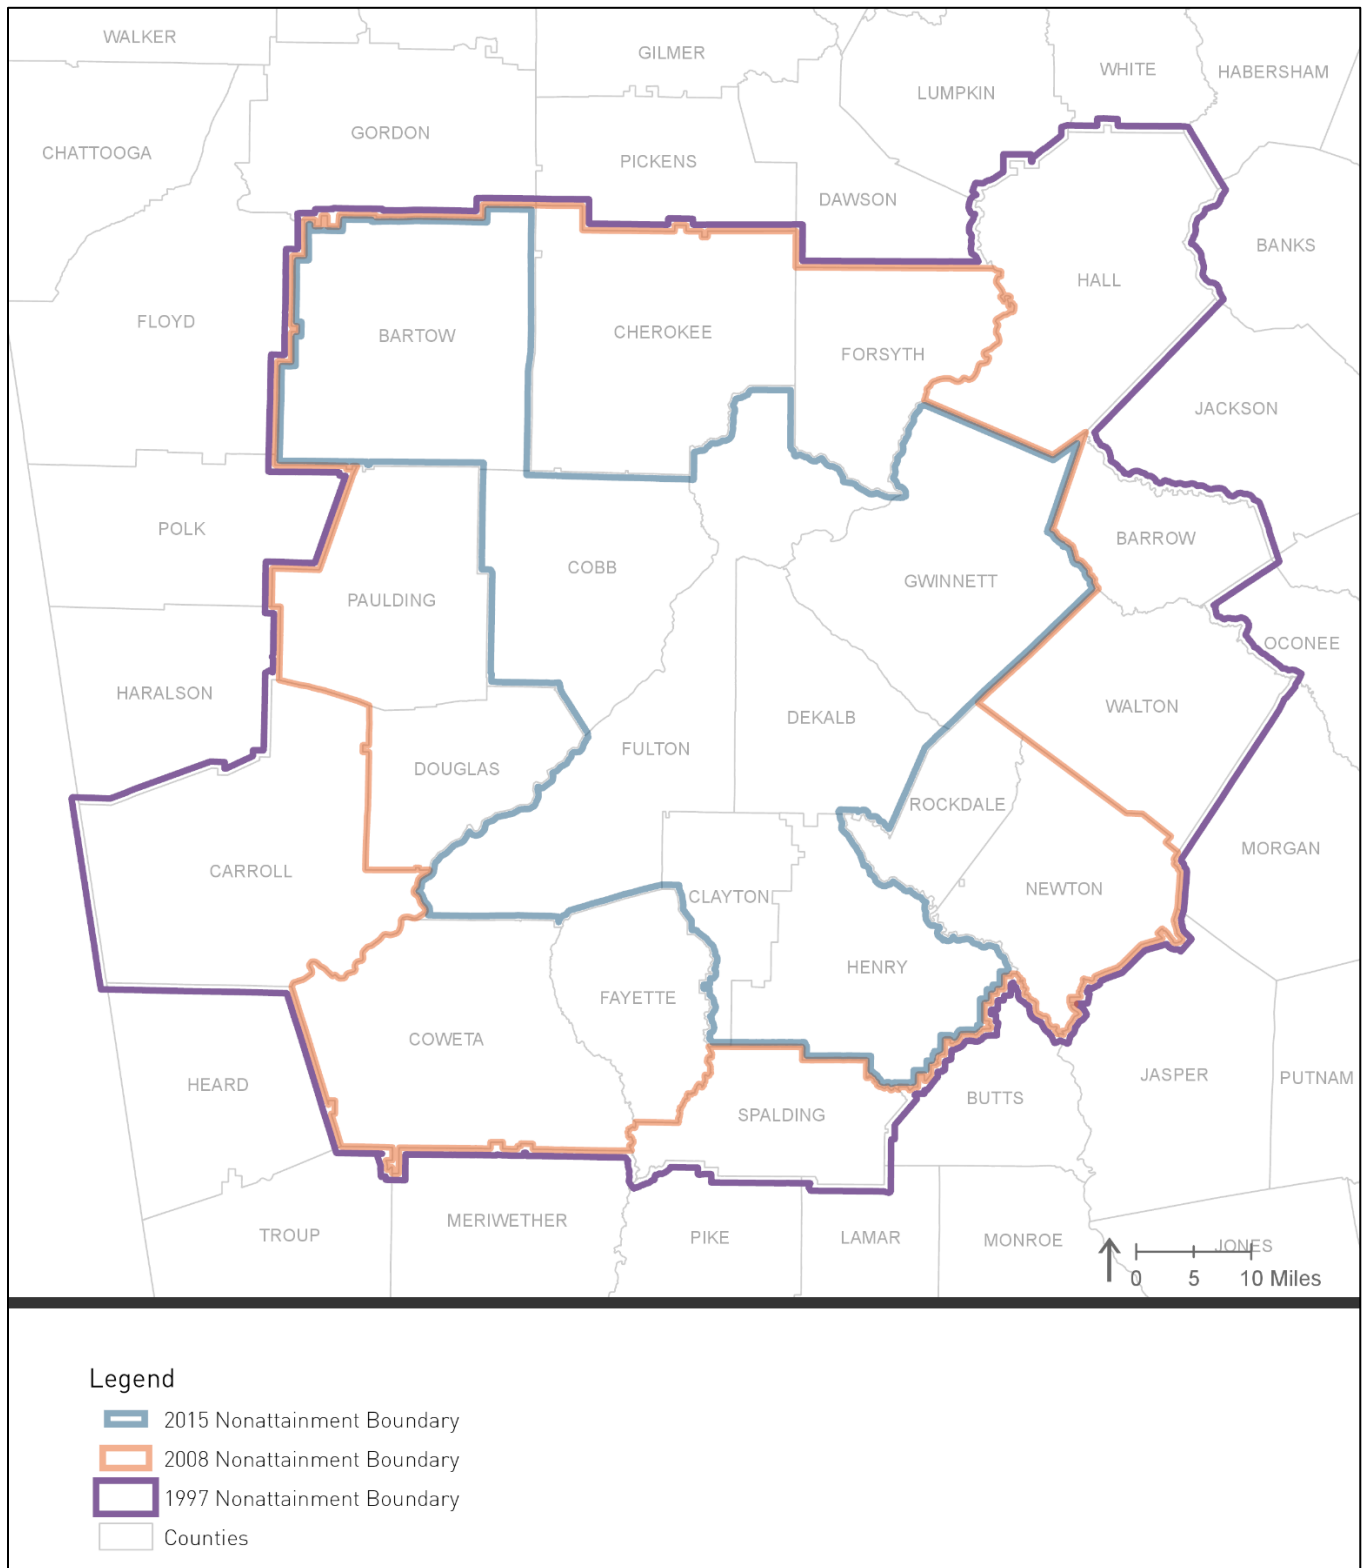 WALKER
GILMER
WHITE
HABERSHAM
LUMPKIN
GORDON
CHATTOOGA
PICKENS
DAWSON
BANKS
HALL
FLOYD
BARTOW
CHEROKEE
FORSYTH
JACKSON
POLK
BARROW
COBB
GWINNETT
PAULDING
OCONEE
HARALSON
WALTON
DEKALB
FULTON
DOUGLAS
ROCKDALE
MORGAN
CARROLL
CLAYTON
NEWTON
HENRY
FAYETTE
COWETA
HEARD
JASPER
PUTNAM
BUTTS
SPALDING
MERIWETHER
TROUP
PIKE
LAMAR
MONROE
JONES
0 5 10 Miles
Legend
2015 Nonattainment Boundary
2008 Nonattainment Boundary
1997 Nonattainment Boundary
Counties